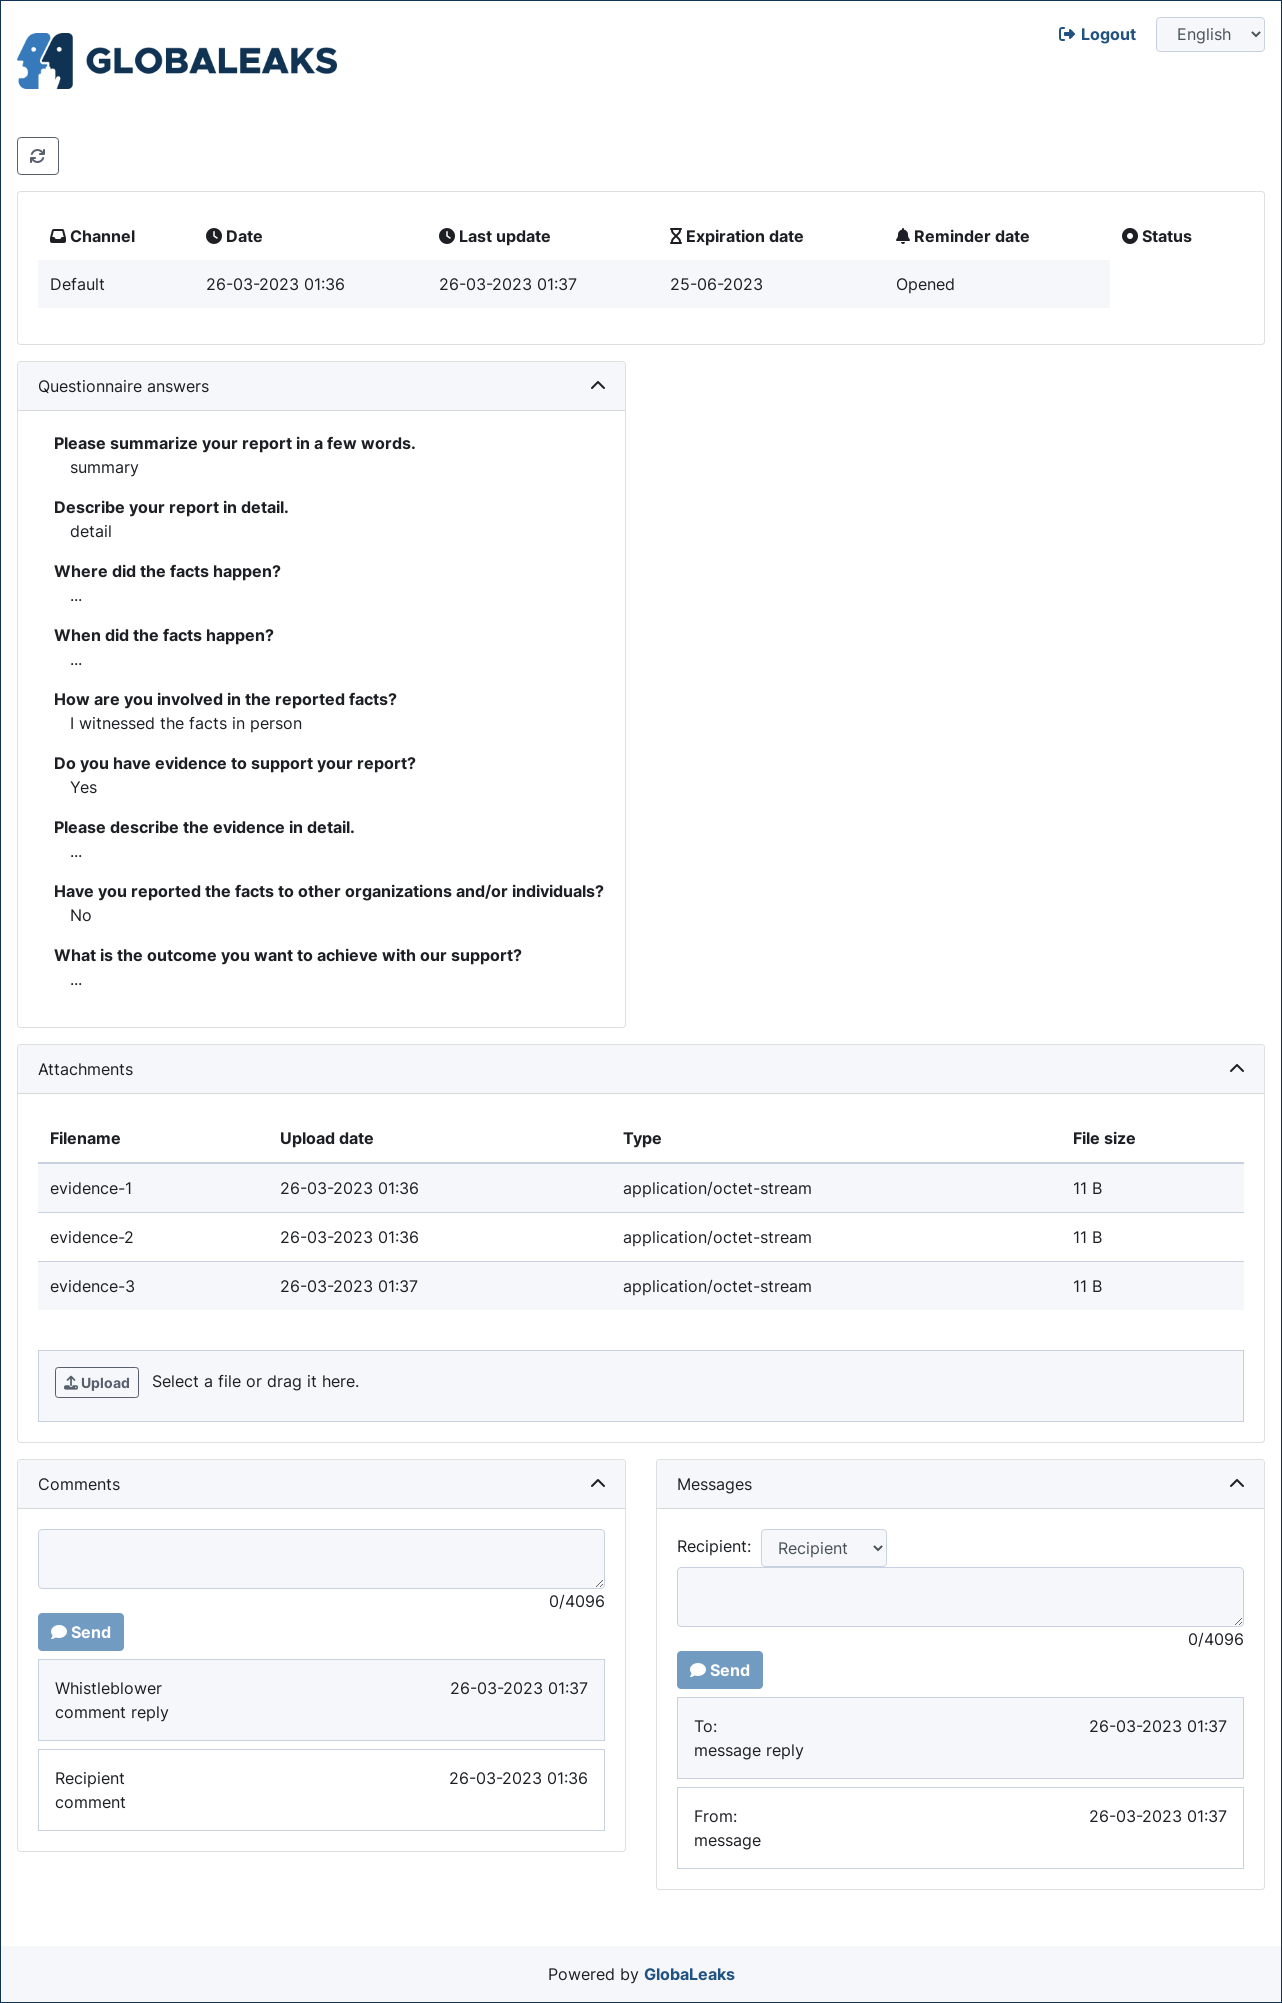 GLOBALEAKS
Logout English
Channel Date Last update Expiration date Reminder date Status
Default 26-03-2023 01:36 26-03-2023 01:37 25-06-2023 Opened
Questionnaire answers
Please summarize your report in a few words.
summary
Describe your report in detail.
detail
Where did the facts happen?
...
When did the facts happen?
...
How are you involved in the reported facts?
I witnessed the facts in person
Do you have evidence to support your report?
Yes
Please describe the evidence in detail.
...
Have you reported the facts to other organizations and/or individuals?
No
What is the outcome you want to achieve with our support?
...
Attachments
Filename Upload date Type File size
evidence-1 26-03-2023 01:36 application/octet-stream 11 B
evidence-2 26-03-2023 01:36 application/octet-stream 11 B
evidence-3 26-03-2023 01:37 application/octet-stream 11 B
Upload Select a file or drag it here.
Comments
0/4096
Send
Whistleblower 26-03-2023 01:37
comment reply
Recipient 26-03-2023 01:36
comment
Messages
Recipient: Recipient
0/4096
Send
To: 26-03-2023 01:37
message reply
From: 26-03-2023 01:37
message
Powered by GlobaLeaks